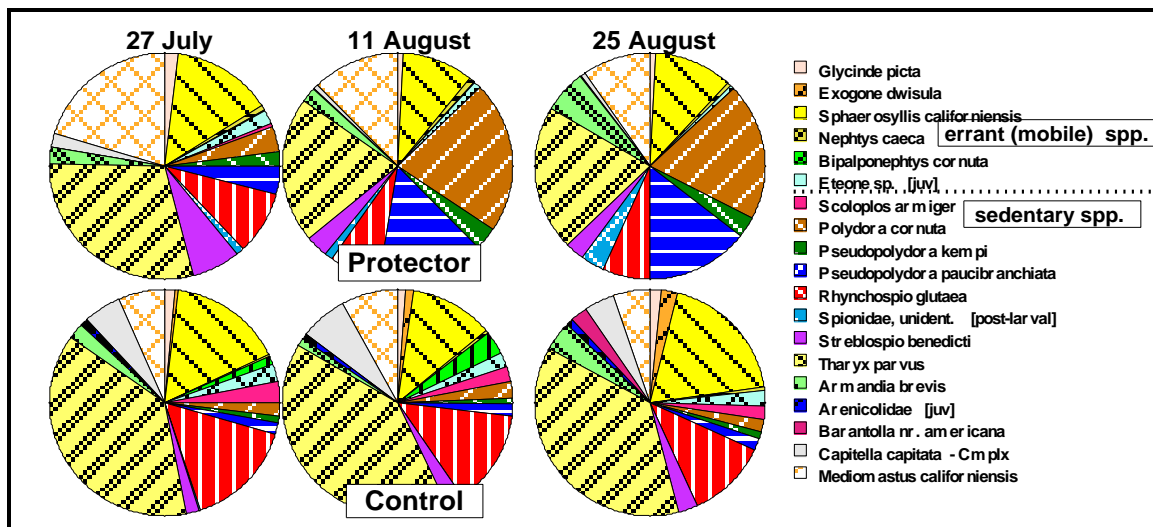 27 July
11 August
25 August
Protector
Control
Glycinde picta
Exogone dwisula
Sphaerosyllis californiensis
Nephtys caeca
errant (mobile) spp.
Bipalponephtys cornuta
Eteone sp. [juv]
Scoloplos armiger
sedentary spp.
Polydora cornuta
Pseudopolydora kempi
Pseudopolydora paucibranchiata
Rhynchospio glutaea
Spionidae, unident. [post-larval]
Streblospio benedicti
Tharyx parvus
Armandia brevis
Arenicolidae [juv]
Barantolla nr. americana
Capitella capitata - Cmplx
Mediomastus californiensis